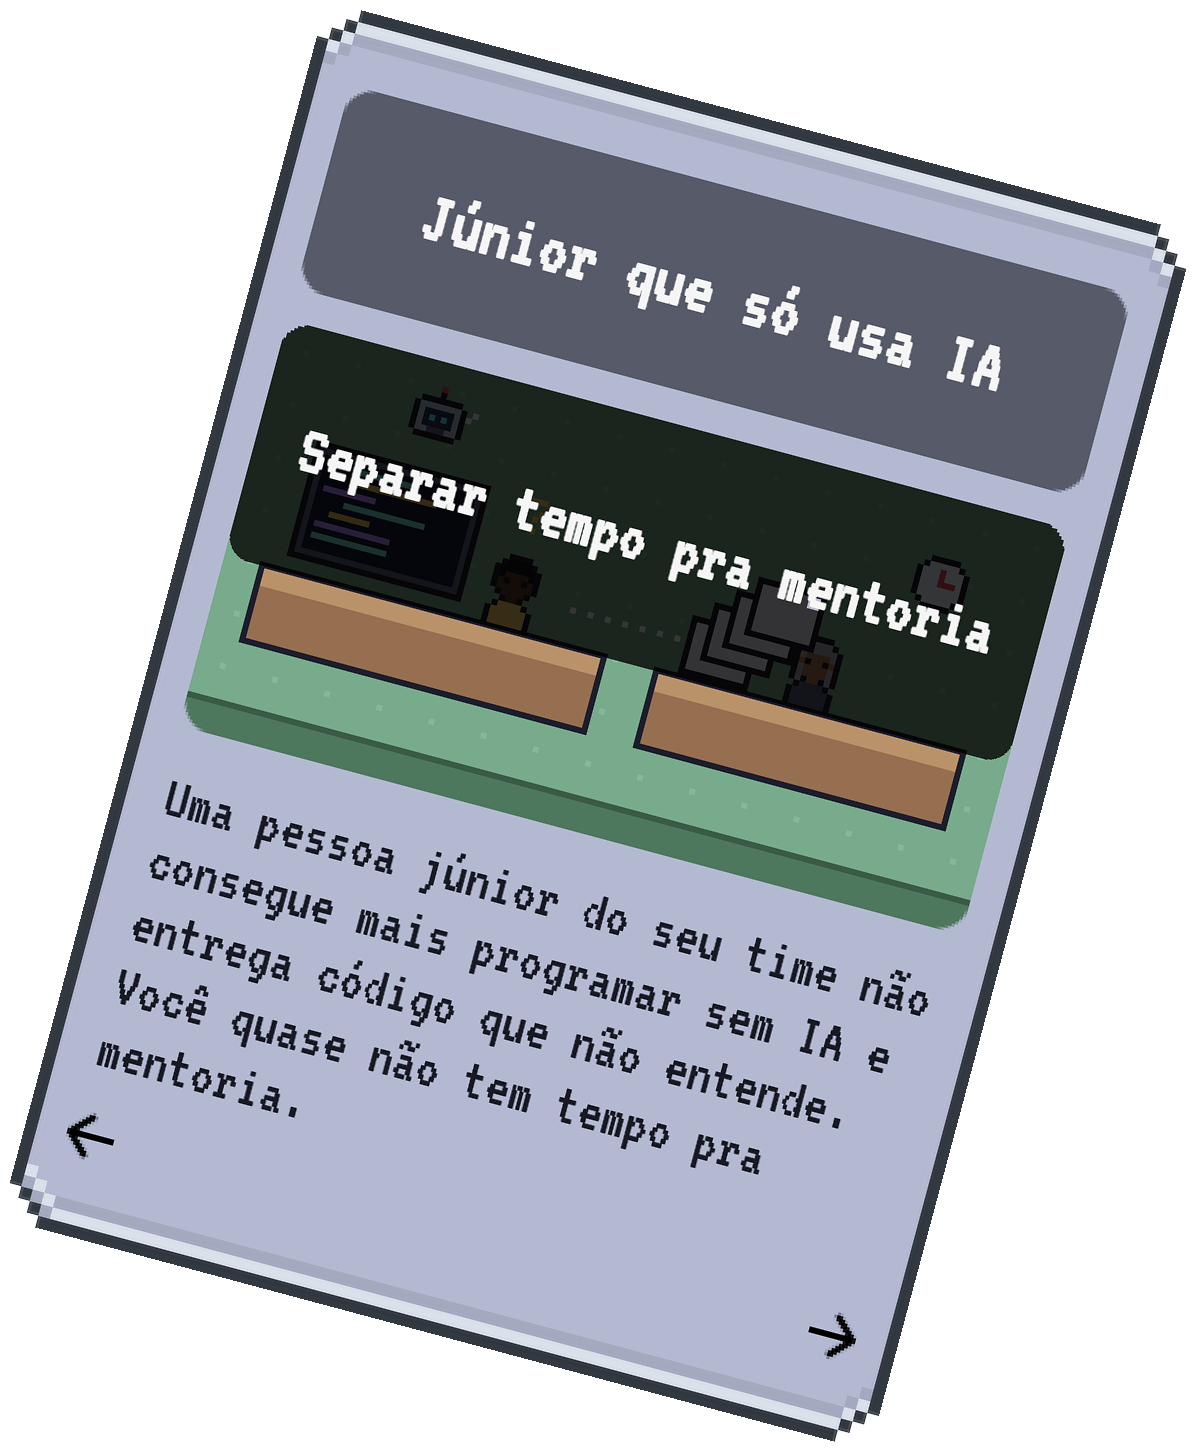 Júnior que só usa IA
Separar tempo pra mentoria
Uma pessoa júnior do seu time não
consegue mais programar sem IA e
entrega código que não entende.
Você quase não tem tempo pra
mentoria.